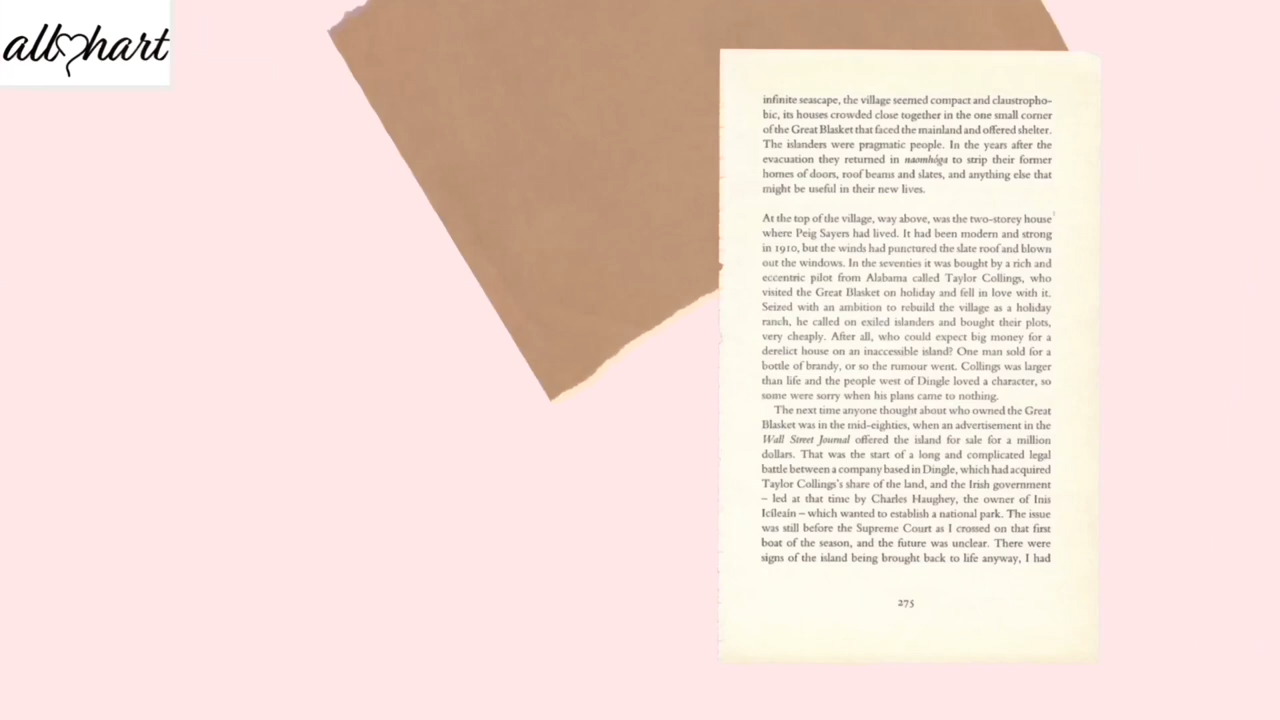 allhart
infinite seascape, the village seemed compact and claustropho-
bic, its houses crowded close together in the one small corner
of the Great Blasket that faced the mainland and offered shelter.
The islanders were pragmatic people. In the years after the
evacuation they returned in naomhóga to strip their former
homes of doors, roof beams and slates, and anything else that
might be useful in their new lives.
At the top of the village, way above, was the two-storey house
where Peig Sayers had lived. It had been modern and strong
in 1910, but the winds had punctured the slate roof and blown
out the windows. In the seventies it was bought by a rich and
eccentric pilot from Alabama called Taylor Collings, who
visited the Great Blasket on holiday and fell in love with it.
Seized with an ambition to rebuild the village as a holiday
ranch, he called on exiled islanders and bought their plots,
very cheaply. After all, who could expect big money for a
derelict house on an inaccessible island? One man sold for a
bottle of brandy, or so the rumour went. Collings was larger
than life and the people west of Dingle loved a character, so
some were sorry when his plans came to nothing.
The next time anyone thought about who owned the Great
Blasket was in the mid-eighties, when an advertisement in the
Wall Street Journal offered the island for sale for a million
dollars. That was the start of a long and complicated legal
battle between a company based in Dingle, which had acquired
Taylor Collings's share of the land, and the Irish government
– led at that time by Charles Haughey, the owner of Inis
Icíleain – which wanted to establish a national park. The issue
was still before the Supreme Court as I crossed on that first
boat of the season, and the future was unclear. There were
signs of the island being brought back to life anyway, I had
275